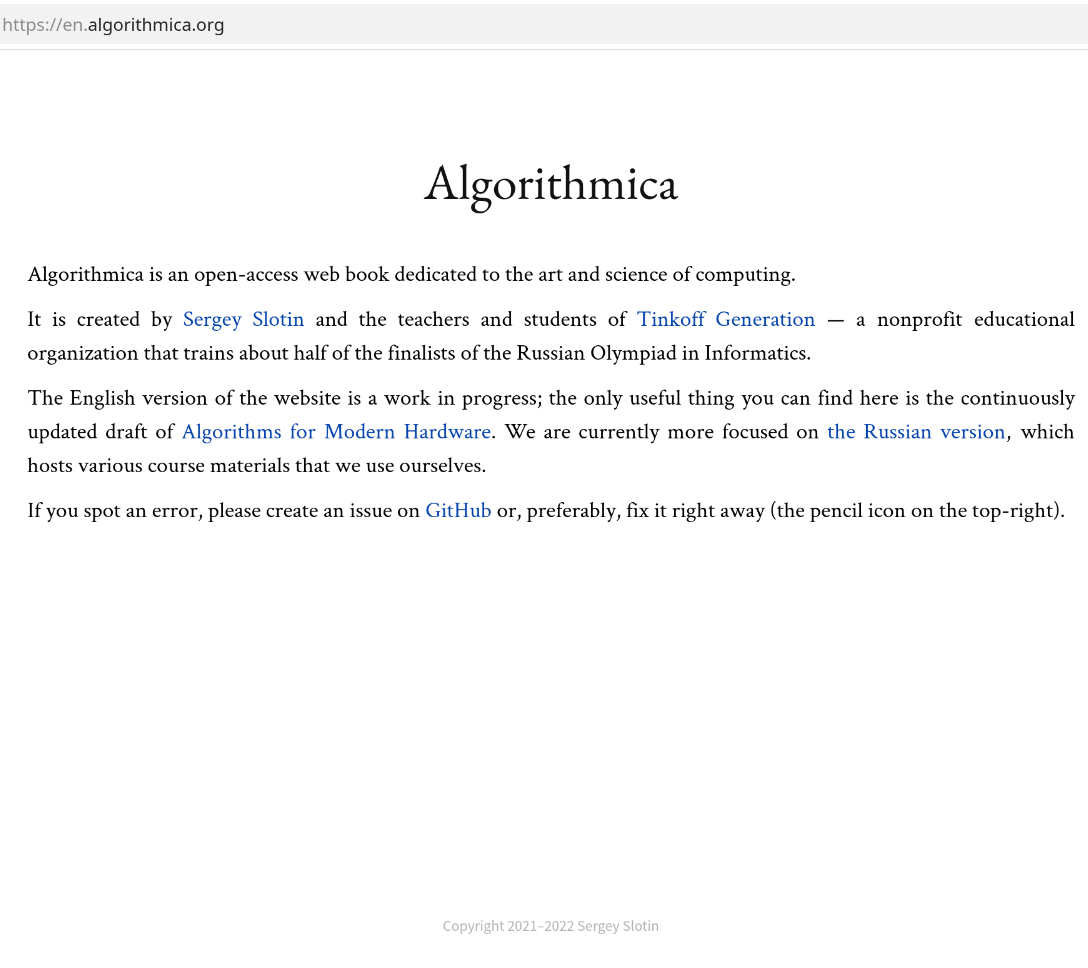 https://en.algorithmica.org
Algorithmica
Algorithmica is an open-access web book dedicated to the art and science of computing.
It is created by Sergey Slotin and the teachers and students of Tinkoff Generation — a nonprofit educational
organization that trains about half of the finalists of the Russian Olympiad in Informatics.
The English version of the website is a work in progress; the only useful thing you can find here is the continuously
updated draft of Algorithms for Modern Hardware. We are currently more focused on the Russian version, which
hosts various course materials that we use ourselves.
If you spot an error, please create an issue on GitHub or, preferably, fix it right away (the pencil icon on the top-right).
Copyright 2021–2022 Sergey Slotin